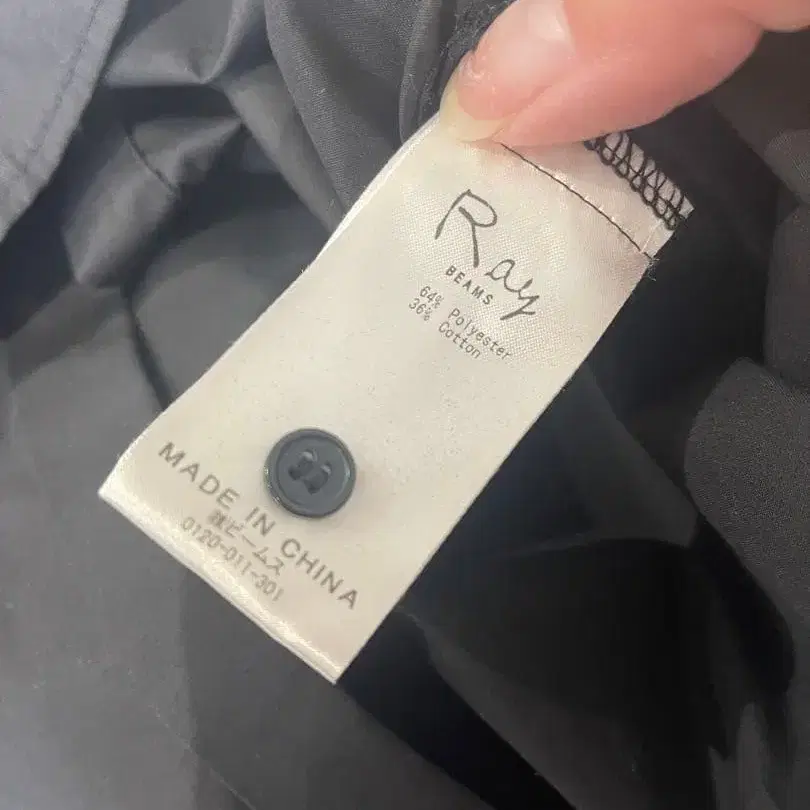 Ray
BEAMS
64% Polyester
36% Cotton
MADE IN CHINA
㈱ビームス
0120-011-301